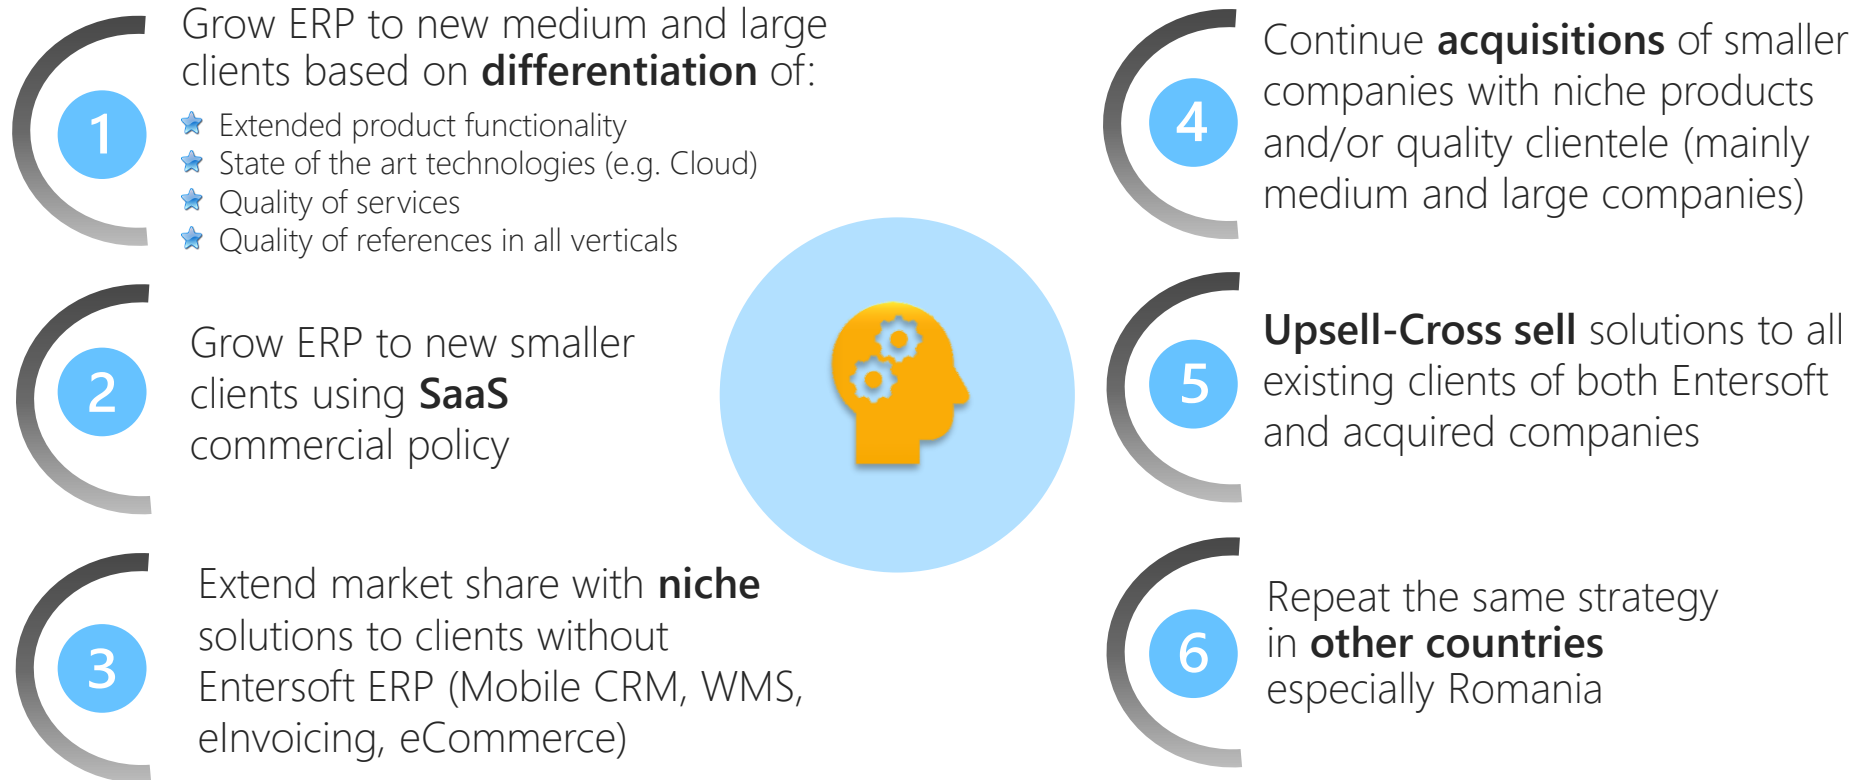 1
Grow ERP to new medium and large
clients based on differentiation of:
Extended product functionality
State of the art technologies (e.g. Cloud)
Quality of services
Quality of references in all verticals
2
Grow ERP to new smaller
clients using SaaS
commercial policy
3
Extend market share with niche
solutions to clients without
Entersoft ERP (Mobile CRM, WMS,
eInvoicing, eCommerce)
4
Continue acquisitions of smaller
companies with niche products
and/or quality clientele (mainly
medium and large companies)
5
Upsell-Cross sell solutions to all
existing clients of both Entersoft
and acquired companies
6
Repeat the same strategy
in other countries
especially Romania